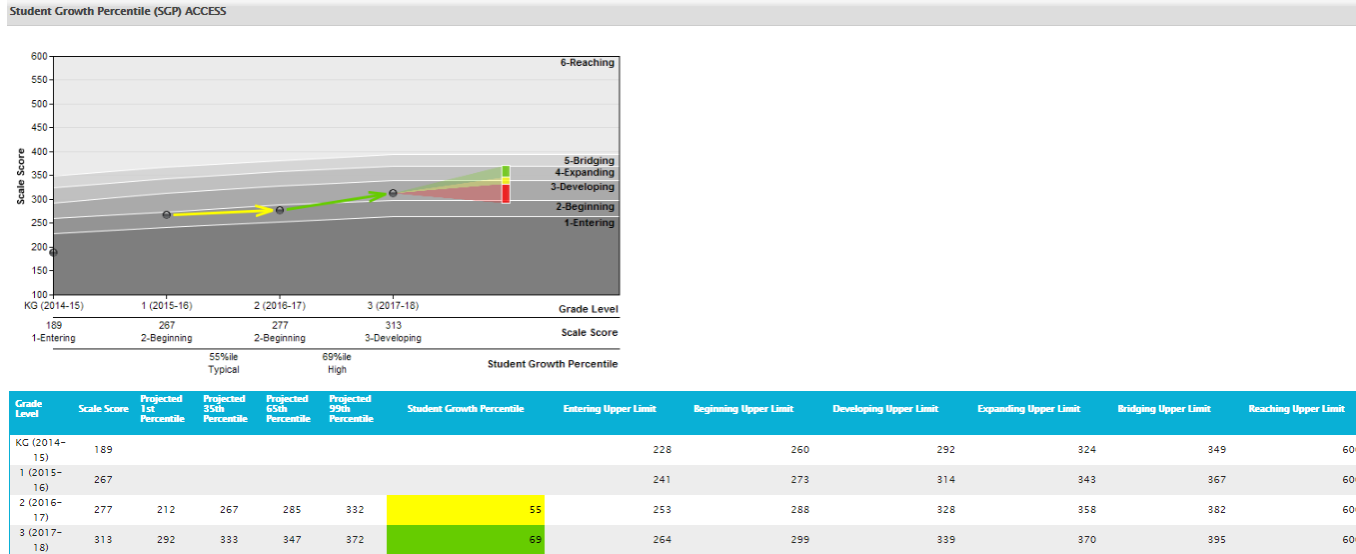 Student Growth Percentile (SGP) ACCESS
600
550
500
450
400
350
300
250
200
150
100
Scale Score
6-Reaching
5-Bridging
4-Expanding
3-Developing
2-Beginning
1-Entering
KG (2014-15) 1 (2015-16) 2 (2016-17) 3 (2017-18) Grade Level
189 267 277 313
1-Entering 2-Beginning 2-Beginning 3-Developing
Scale Score
55%ile 69%ile
Typical High
Student Growth Percentile
Grade Level Scale Score Projected 1st Percentile Projected 35th Percentile Projected 65th Percentile Projected 99th Percentile Student Growth Percentile Entering Upper Limit Beginning Upper Limit Developing Upper Limit Expanding Upper Limit Bridging Upper Limit Reaching Upper Limit
KG (2014-15) 189 228 260 292 324 349 60
1 (2015-16) 267 241 273 314 343 367 60
2 (2016-17) 277 212 267 285 332 55 253 288 328 358 382 60
3 (2017-18) 313 292 333 347 372 69 264 299 339 370 395 60